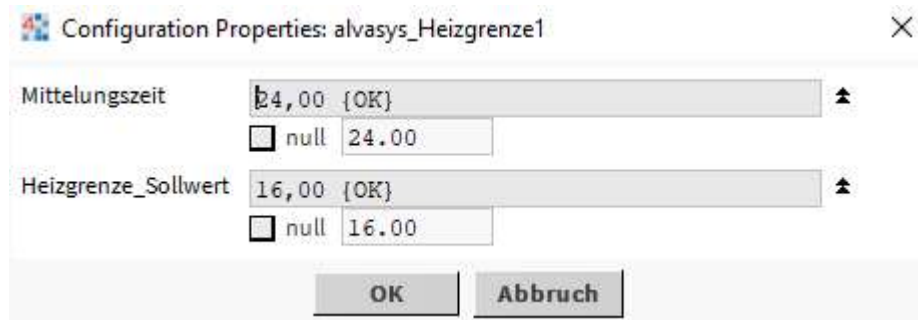 Configuration Properties: alvasys_Heizgrenze1
Mittelungszeit 24,00 {OK}
null 24.00
Heizgrenze_Sollwert 16,00 {OK}
null 16.00
OK Abbruch